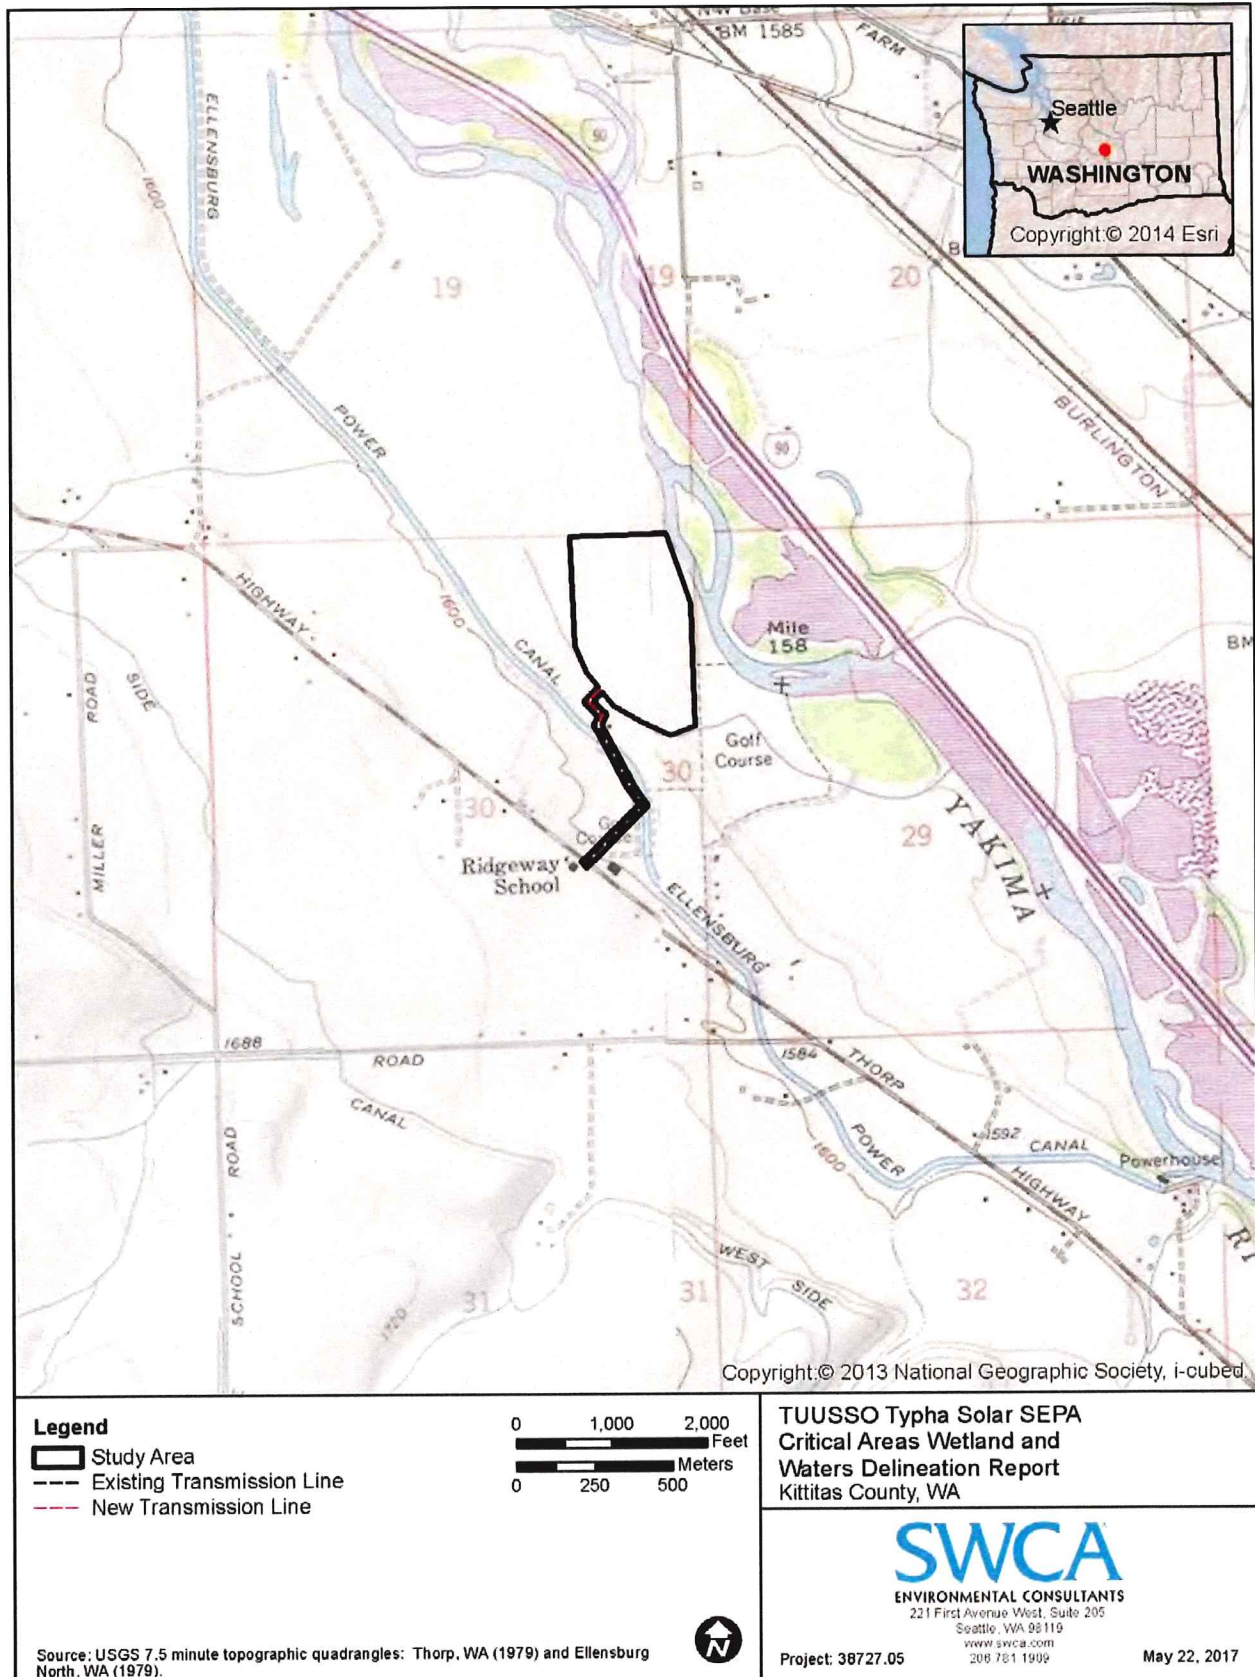 BM 1585
FARM
Seattle
WASHINGTON
Copyright:© 2014 Esri
ELLENSBURG
1600
90
19
19
20
POWER
BURLINGTON
90
HIGHWAY
1600
CANAL
Mile
158
BM
ROAD
SIDE
Golf
Course
30
30
29
YAKIMA
MILLER
Ridgeway
School
ELLENSBURG
1688
ROAD
1584
THORP
CANAL
SCHOOL ROAD
POWER
1600
1592
CANAL
Powerhouse
HIGHWAY
WEST
SIDE
31
31
32
1720
Copyright:© 2013 National Geographic Society, i-cubed
Legend
Study Area
Existing Transmission Line
New Transmission Line
0 1,000 2,000
Feet
Meters
0 250 500
N
Source: USGS 7.5 minute topographic quadrangles: Thorp, WA (1979) and Ellensburg
North, WA (1979).
TUUSSO Typha Solar SEPA
Critical Areas Wetland and
Waters Delineation Report
Kittitas County, WA
SWCA
ENVIRONMENTAL CONSULTANTS
221 First Avenue West, Suite 205
Seattle, WA 98119
www.swca.com
206 781 1909
Project: 38727.05
May 22, 2017